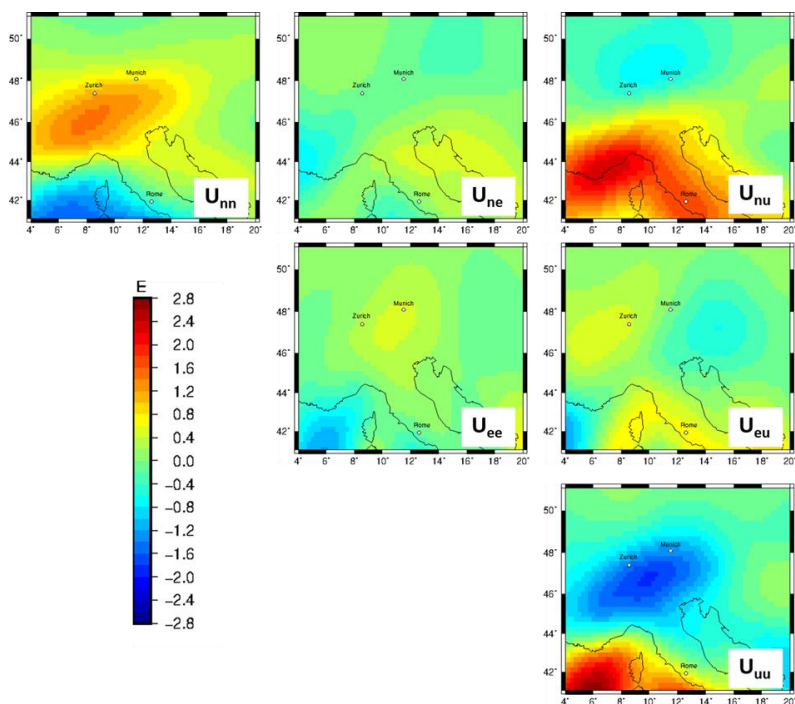 50˚
48˚
46˚
44˚
42˚
4˚ 6˚ 8˚ 10˚ 12˚ 14˚ 16˚ 18˚ 20˚
Munich
Zurich
Rome
Unn
50˚
48˚
46˚
44˚
42˚
4˚ 6˚ 8˚ 10˚ 12˚ 14˚ 16˚ 18˚ 20˚
Munich
Zurich
Rome
Une
50˚
48˚
46˚
44˚
42˚
4˚ 6˚ 8˚ 10˚ 12˚ 14˚ 16˚ 18˚ 20˚
Munich
Zurich
Rome
Unu
E
2.8
2.4
2.0
1.6
1.2
0.8
0.4
0.0
−0.4
−0.8
−1.2
−1.6
−2.0
−2.4
−2.8
50˚
48˚
46˚
44˚
42˚
4˚ 6˚ 8˚ 10˚ 12˚ 14˚ 16˚ 18˚ 20˚
Munich
Zurich
Rome
Uee
50˚
48˚
46˚
44˚
42˚
4˚ 6˚ 8˚ 10˚ 12˚ 14˚ 16˚ 18˚ 20˚
Munich
Zurich
Rome
Ueu
50˚
48˚
46˚
44˚
42˚
4˚ 6˚ 8˚ 10˚ 12˚ 14˚ 16˚ 18˚ 20˚
Munich
Zurich
Rome
Uuu